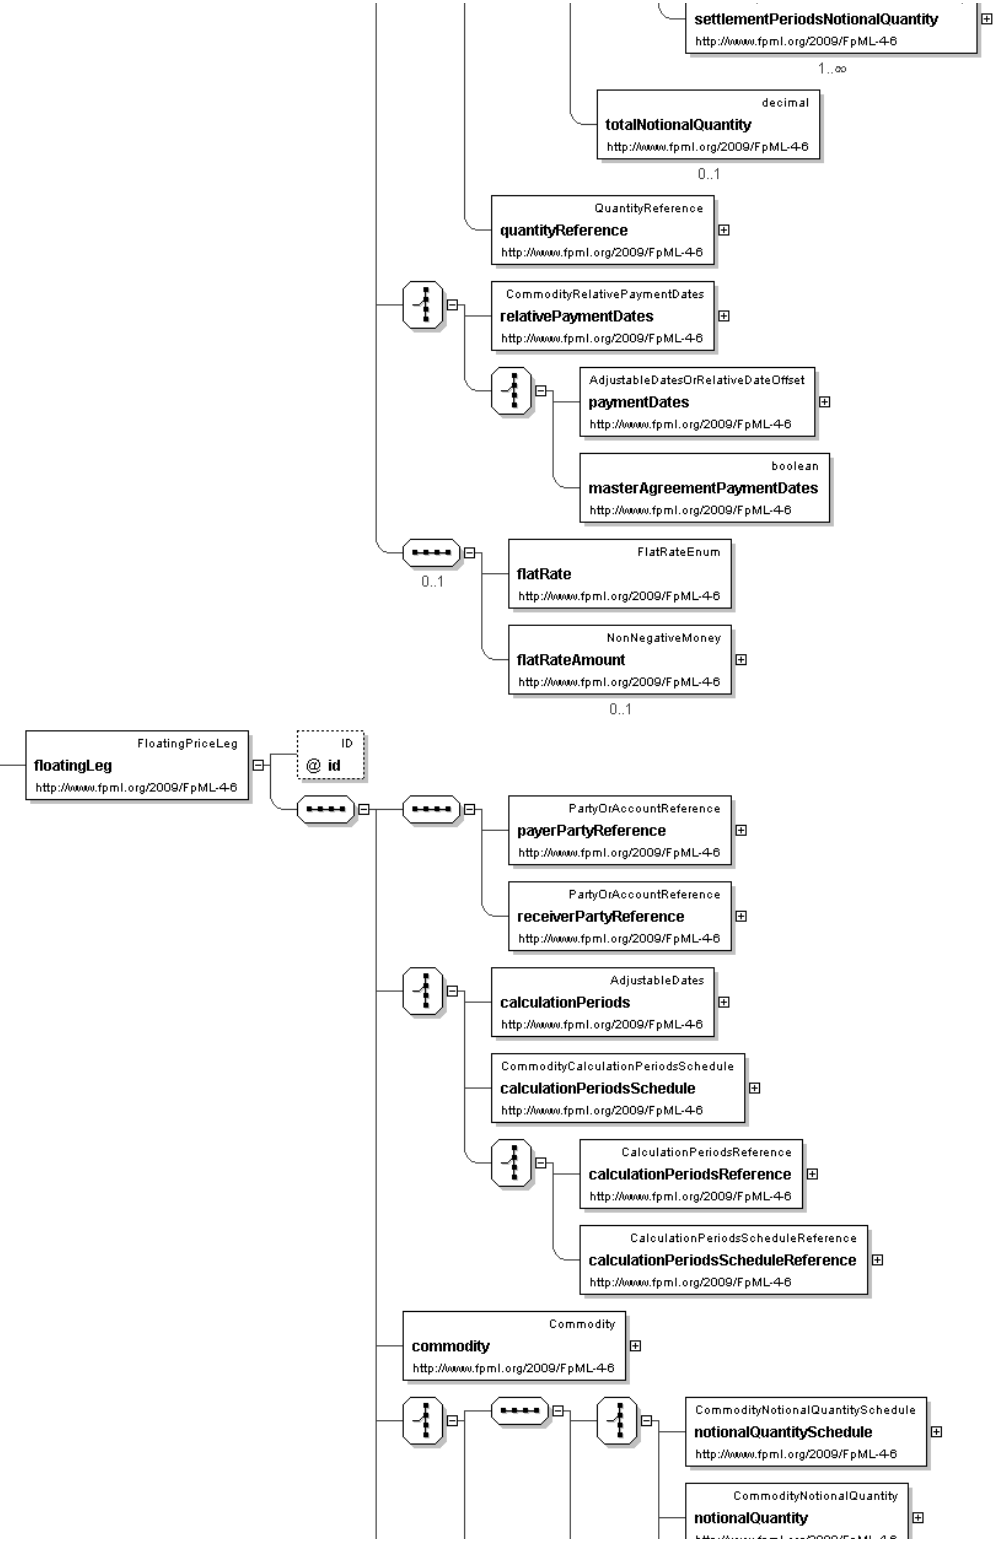 settlementPeriodsNotionalQuantity
http://www.fpml.org/2009/FpML-4-6
1..∞
decimal
totalNotionalQuantity
http://www.fpml.org/2009/FpML-4-6
0..1
QuantityReference
quantityReference
http://www.fpml.org/2009/FpML-4-6
CommodityRelativePaymentDates
relativePaymentDates
http://www.fpml.org/2009/FpML-4-6
AdjustableDatesOrRelativeDateOffset
paymentDates
http://www.fpml.org/2009/FpML-4-6
boolean
masterAgreementPaymentDates
http://www.fpml.org/2009/FpML-4-6
0..1
FlatRateEnum
flatRate
http://www.fpml.org/2009/FpML-4-6
NonNegativeMoney
flatRateAmount
http://www.fpml.org/2009/FpML-4-6
0..1
FloatingPriceLeg
floatingLeg
http://www.fpml.org/2009/FpML-4-6
ID
@ id
PartyOrAccountReference
payerPartyReference
http://www.fpml.org/2009/FpML-4-6
PartyOrAccountReference
receiverPartyReference
http://www.fpml.org/2009/FpML-4-6
AdjustableDates
calculationPeriods
http://www.fpml.org/2009/FpML-4-6
CommodityCalculationPeriodsSchedule
calculationPeriodsSchedule
http://www.fpml.org/2009/FpML-4-6
CalculationPeriodsReference
calculationPeriodsReference
http://www.fpml.org/2009/FpML-4-6
CalculationPeriodsScheduleReference
calculationPeriodsScheduleReference
http://www.fpml.org/2009/FpML-4-6
Commodity
commodity
http://www.fpml.org/2009/FpML-4-6
CommodityNotionalQuantitySchedule
notionalQuantitySchedule
http://www.fpml.org/2009/FpML-4-6
CommodityNotionalQuantity
notionalQuantity
http://www.fpml.org/2009/FpML-4-6